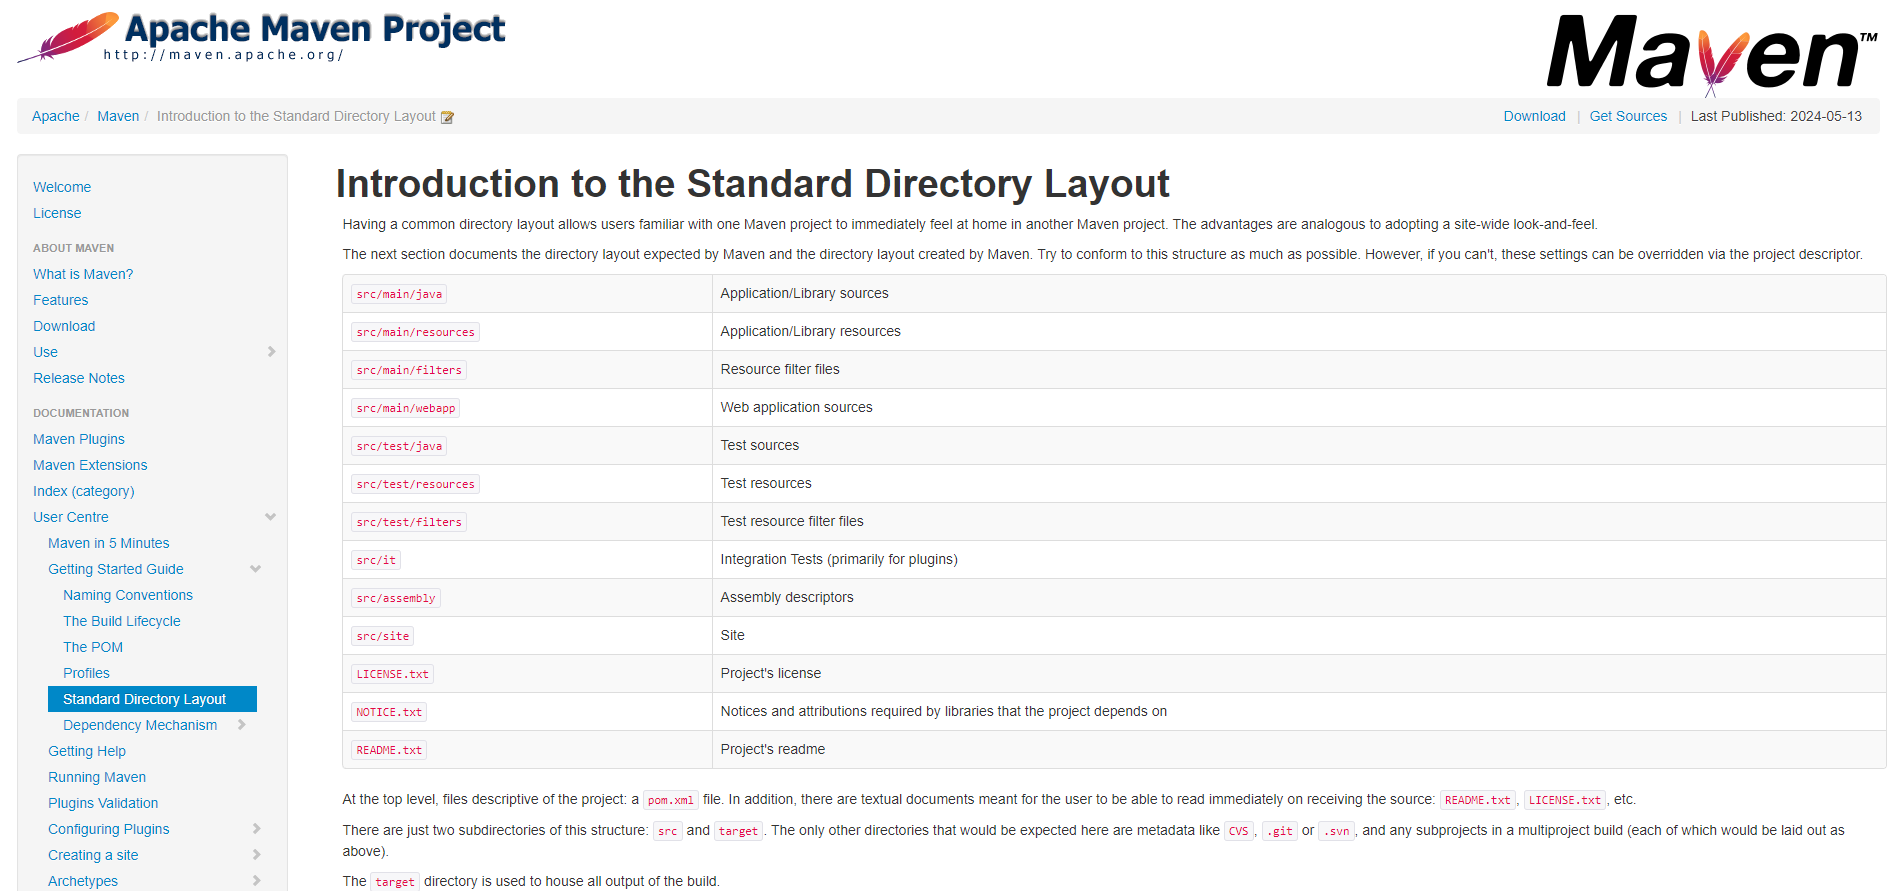 Apache Maven Project
http://maven.apache.org/
Maven™
Apache / Maven / Introduction to the Standard Directory Layout
Download | Get Sources | Last Published: 2024-05-13
Welcome
License
ABOUT MAVEN
What is Maven?
Features
Download
Use
Release Notes
DOCUMENTATION
Maven Plugins
Maven Extensions
Index (category)
User Centre
Maven in 5 Minutes
Getting Started Guide
Naming Conventions
The Build Lifecycle
The POM
Profiles
Standard Directory Layout
Dependency Mechanism
Getting Help
Running Maven
Plugins Validation
Configuring Plugins
Creating a site
Archetypes
Introduction to the Standard Directory Layout
Having a common directory layout allows users familiar with one Maven project to immediately feel at home in another Maven project. The advantages are analogous to adopting a site-wide look-and-feel.
The next section documents the directory layout expected by Maven and the directory layout created by Maven. Try to conform to this structure as much as possible. However, if you can't, these settings can be overridden via the project descriptor.
src/main/java Application/Library sources
src/main/resources Application/Library resources
src/main/filters Resource filter files
src/main/webapp Web application sources
src/test/java Test sources
src/test/resources Test resources
src/test/filters Test resource filter files
src/it Integration Tests (primarily for plugins)
src/assembly Assembly descriptors
src/site Site
LICENSE.txt Project's license
NOTICE.txt Notices and attributions required by libraries that the project depends on
README.txt Project's readme
At the top level, files descriptive of the project: a pom.xml file. In addition, there are textual documents meant for the user to be able to read immediately on receiving the source: README.txt, LICENSE.txt, etc.
There are just two subdirectories of this structure: src and target. The only other directories that would be expected here are metadata like CVS, .git or .svn, and any subprojects in a multiproject build (each of which would be laid out as
above).
The target directory is used to house all output of the build.